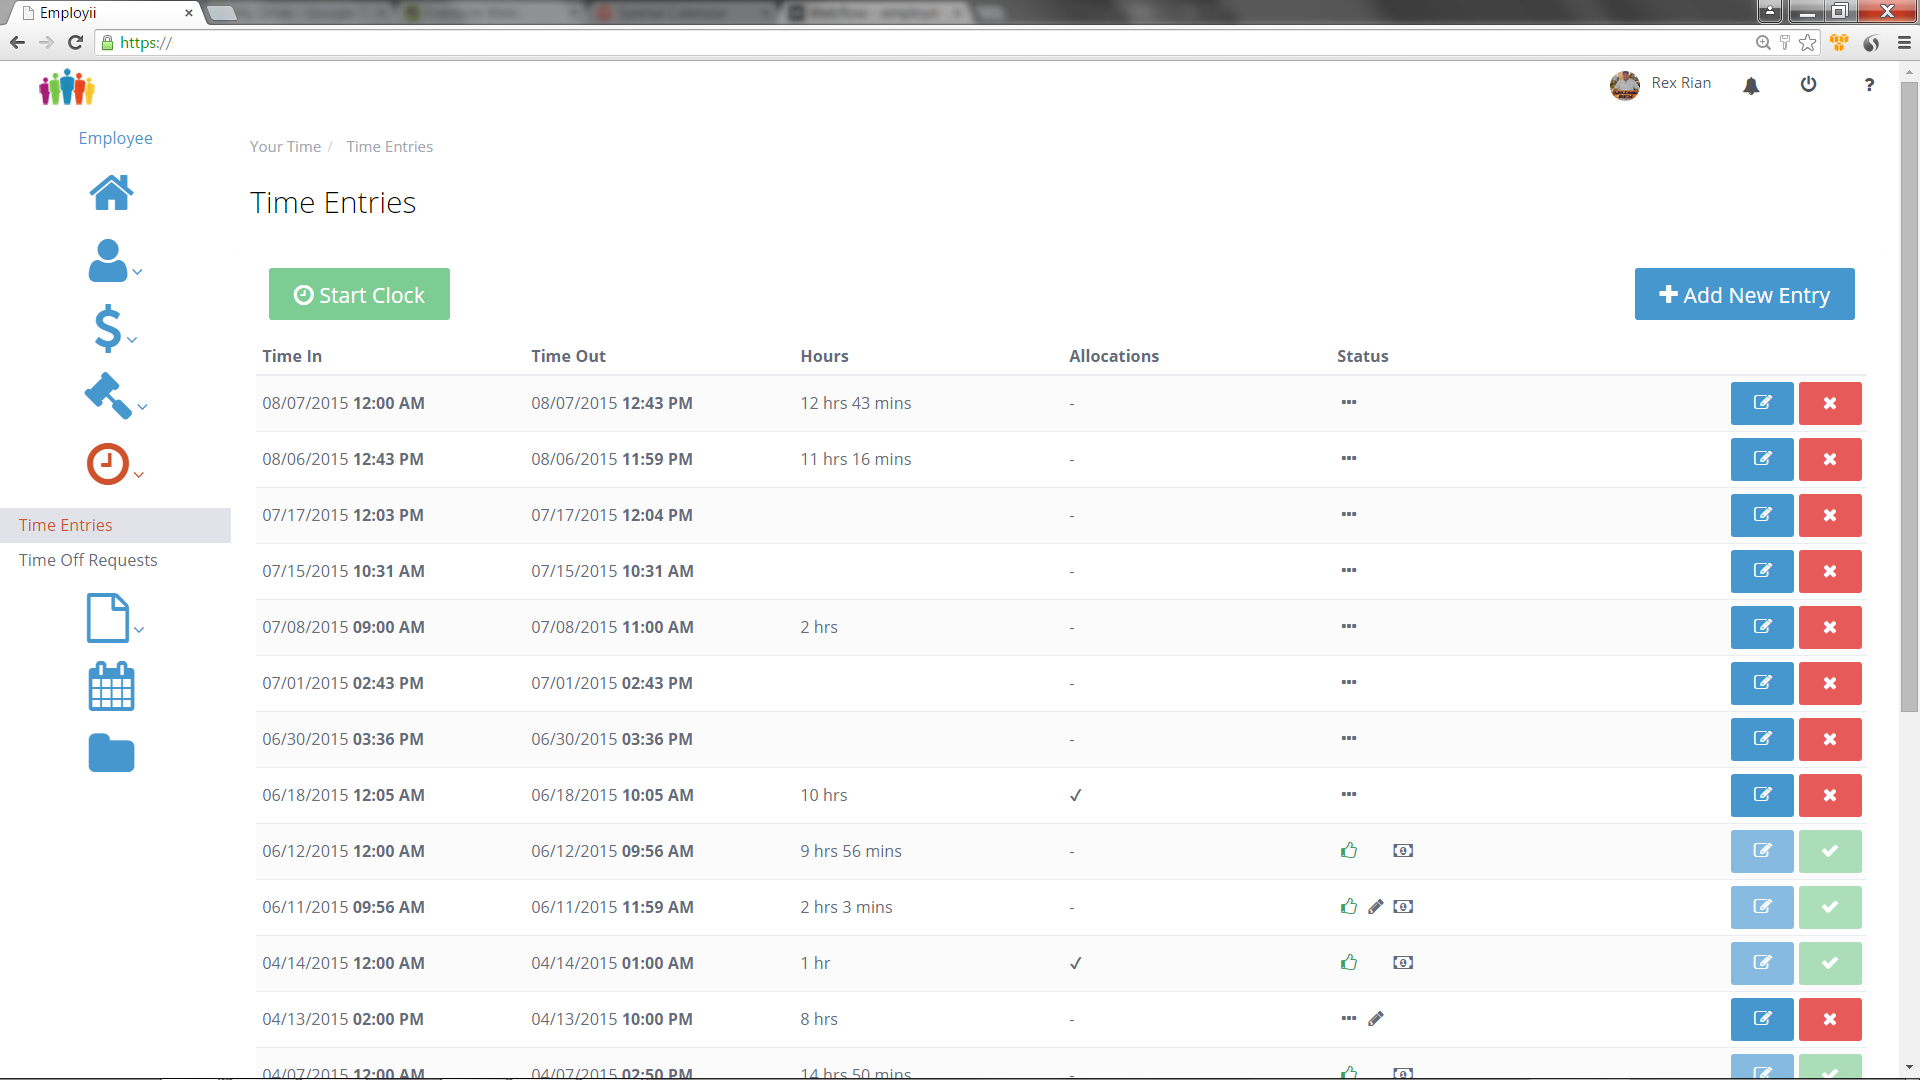 Employii
https://
Rex Rian
?
Employee
Your Time / Time Entries
Time Entries
Start Clock
Add New Entry
Time In Time Out Hours Allocations Status
08/07/2015 12:00 AM 08/07/2015 12:43 PM 12 hrs 43 mins -
08/06/2015 12:43 PM 08/06/2015 11:59 PM 11 hrs 16 mins -
07/17/2015 12:03 PM 07/17/2015 12:04 PM -
07/15/2015 10:31 AM 07/15/2015 10:31 AM -
07/08/2015 09:00 AM 07/08/2015 11:00 AM 2 hrs -
07/01/2015 02:43 PM 07/01/2015 02:43 PM -
06/30/2015 03:36 PM 06/30/2015 03:36 PM -
06/18/2015 12:05 AM 06/18/2015 10:05 AM 10 hrs ✓
06/12/2015 12:00 AM 06/12/2015 09:56 AM 9 hrs 56 mins -
06/11/2015 09:56 AM 06/11/2015 11:59 AM 2 hrs 3 mins -
04/14/2015 12:00 AM 04/14/2015 01:00 AM 1 hr ✓
04/13/2015 02:00 PM 04/13/2015 10:00 PM 8 hrs -
04/07/2015 12:00 AM 04/07/2015 02:50 PM 14 hrs 50 mins
Time Entries
Time Off Requests